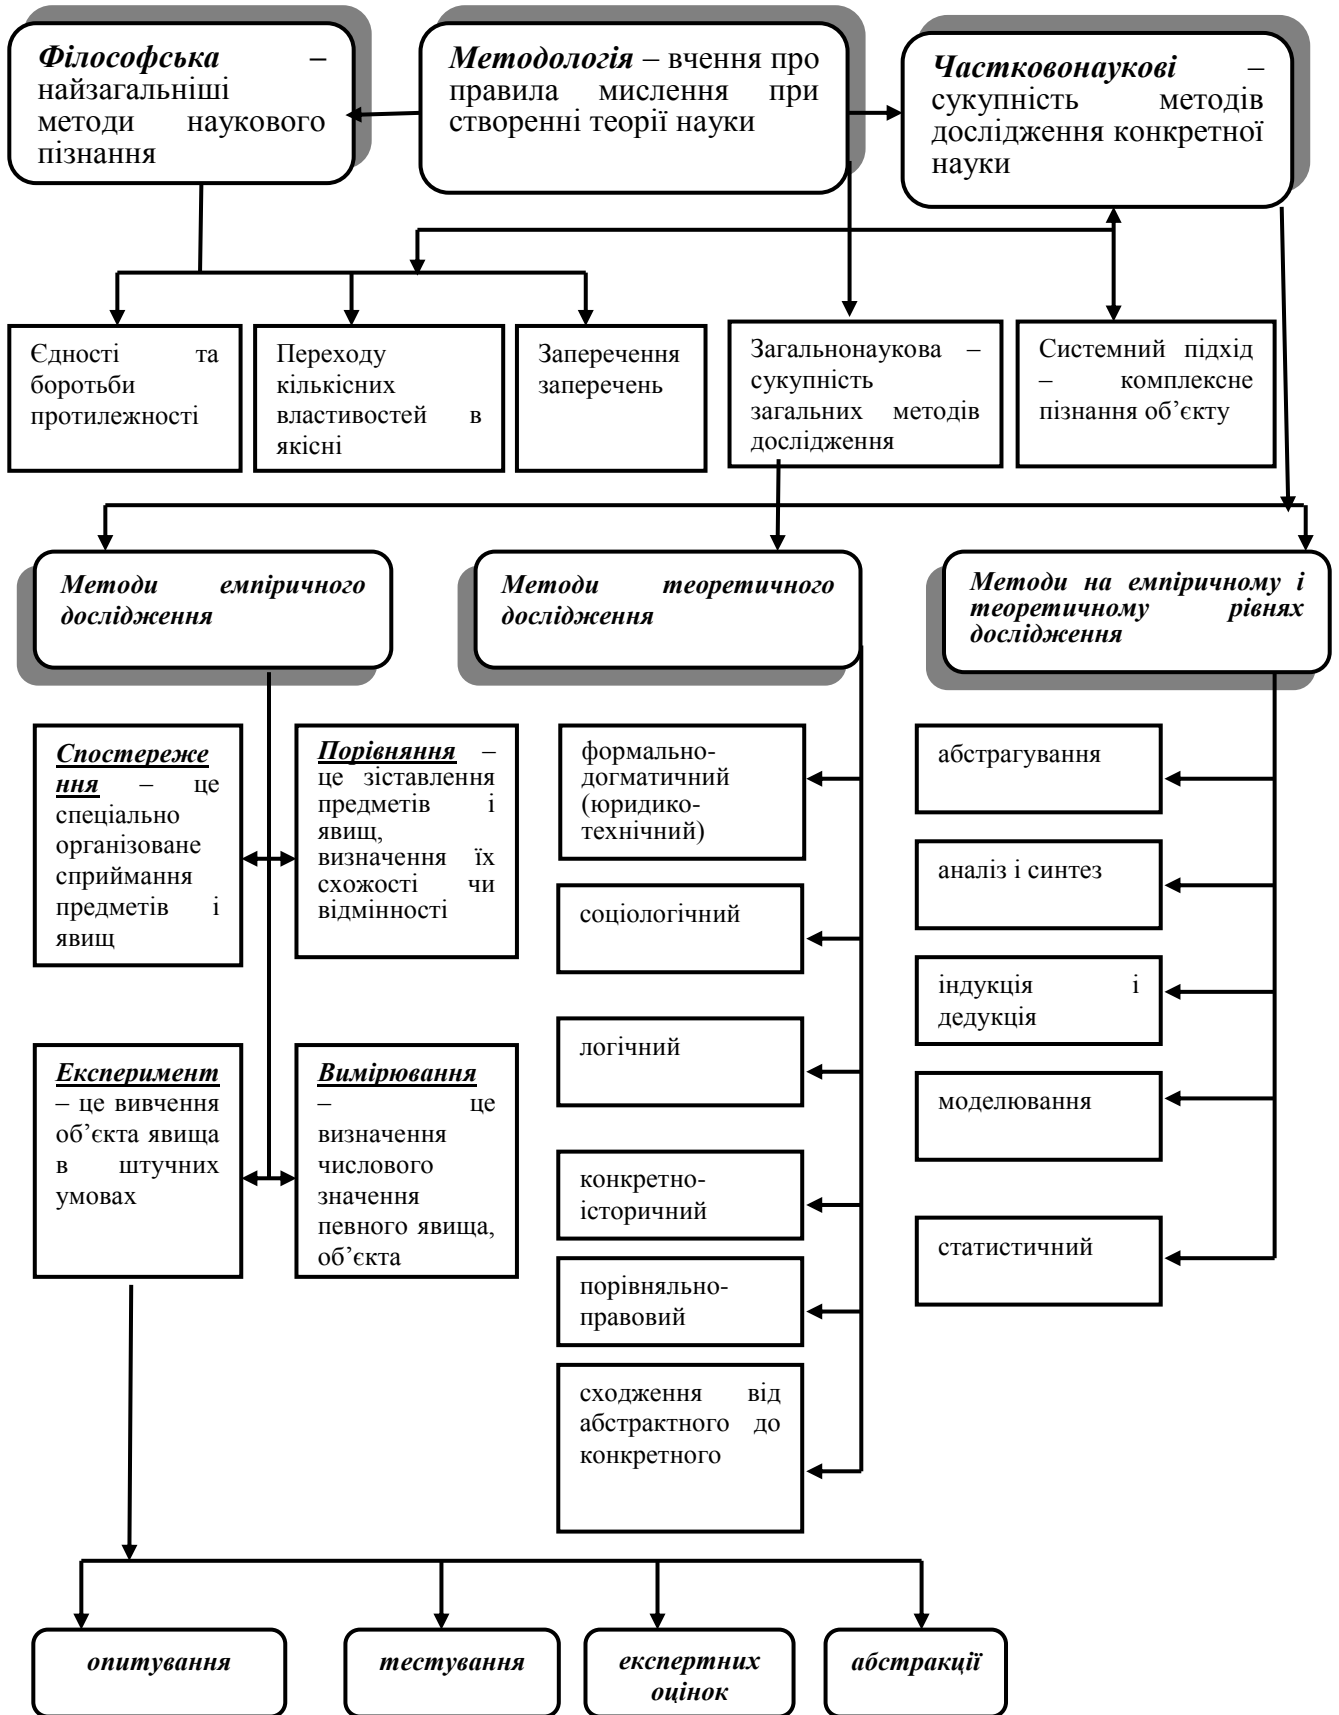 Філософська –
найзагальніші
методи наукового
пізнання
Методологія – вчення про
правила мислення при
створенні теорії науки
Частковонаукові –
сукупність методів
дослідження конкретної
науки
Єдності та
боротьби
протилежності
Переходу
кількісних
властивостей в
якісні
Заперечення
заперечень
Загальнонаукова –
сукупність
загальних методів
дослідження
Системний підхід
– комплексне
пізнання об’єкту
Методи емпіричного
дослідження
Методи теоретичного
дослідження
Методи на емпіричному і
теоретичному рівнях
дослідження
Спостереже
ння – це
спеціально
організоване
сприймання
предметів і
явищ
Порівняння –
це зіставлення
предметів і
явищ,
визначення їх
схожості чи
відмінності
Експеримент
– це вивчення
об’єкта явища
в штучних
умовах
Вимірювання
– це
визначення
числового
значення
певного явища,
об’єкта
формально-
догматичний
(юридико-
технічний)
соціологічний
логічний
конкретно-
історичний
порівняльно-
правовий
сходження від
абстрактного до
конкретного
абстрагування
аналіз і синтез
індукція і
дедукція
моделювання
статистичний
опитування
тестування
експертних
оцінок
абстракції